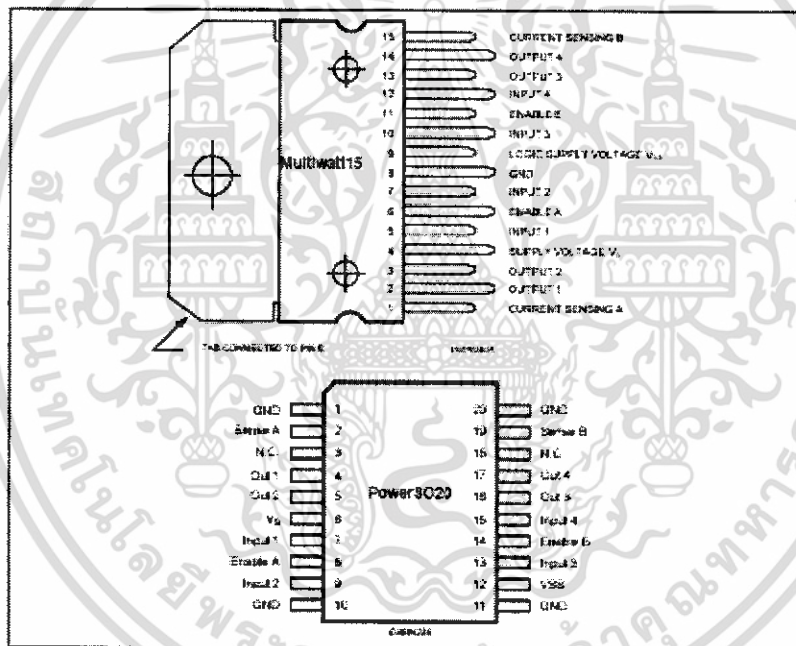 15 CURRENT SENSING B
14 OUTPUT 4
13 OUTPUT 3
12 INPUT 4
11 ENABLE B
10 INPUT 3
9 LOGIC SUPPLY VOLTAGE VSS
8 GND
7 INPUT 2
6 ENABLE A
5 INPUT 1
4 SUPPLY VOLTAGE VS
3 OUTPUT 2
2 OUTPUT 1
1 CURRENT SENSING A
Multiwatt15
TAB CONNECTED TO PIN 8
GND 1 20 GND
Sense A 2 19 Sense B
N.C. 3 18 N.C.
Out 1 4 17 Out 4
Out 2 5 16 Out 3
VS 6 15 Input 4
Input 1 7 14 Enable B
Enable A 8 13 Input 3
Input 2 9 12 VSS
GND 10 11 GND
PowerSO20